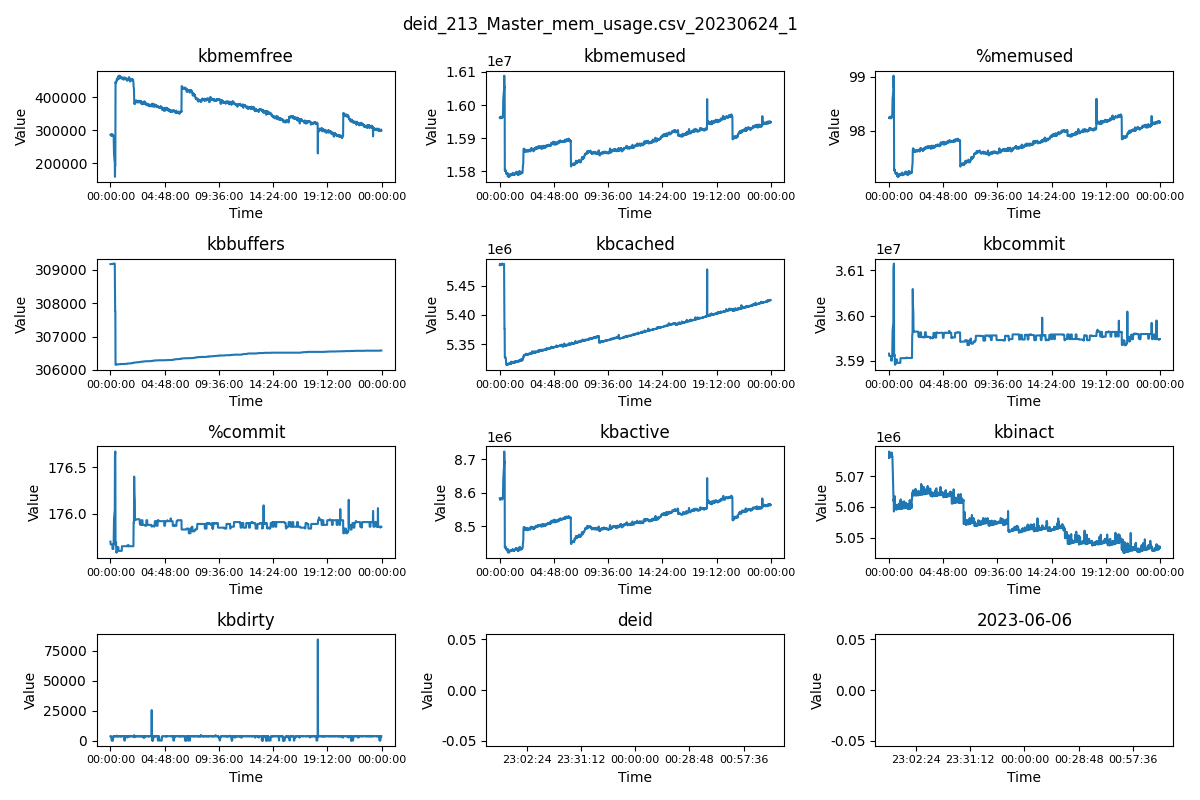 deid_213_Master_mem_usage.csv_20230624_1
kbmemfree
Value
400000
300000
200000
00:00:00 04:48:00 09:36:00 14:24:00 19:12:00 00:00:00
Time
kbmemused
1e7
Value
1.61
1.60
1.59
1.58
00:00:00 04:48:00 09:36:00 14:24:00 19:12:00 00:00:00
Time
%memused
Value
99
98
00:00:00 04:48:00 09:36:00 14:24:00 19:12:00 00:00:00
Time
kbbuffers
Value
309000
308000
307000
306000
00:00:00 04:48:00 09:36:00 14:24:00 19:12:00 00:00:00
Time
kbcached
1e6
Value
5.45
5.40
5.35
00:00:00 04:48:00 09:36:00 14:24:00 19:12:00 00:00:00
Time
kbcommit
1e7
Value
3.61
3.60
3.59
00:00:00 04:48:00 09:36:00 14:24:00 19:12:00 00:00:00
Time
%commit
Value
176.5
176.0
00:00:00 04:48:00 09:36:00 14:24:00 19:12:00 00:00:00
Time
kbactive
1e6
Value
8.7
8.6
8.5
00:00:00 04:48:00 09:36:00 14:24:00 19:12:00 00:00:00
Time
kbinact
1e6
Value
5.07
5.06
5.05
00:00:00 04:48:00 09:36:00 14:24:00 19:12:00 00:00:00
Time
kbdirty
Value
75000
50000
25000
0
00:00:00 04:48:00 09:36:00 14:24:00 19:12:00 00:00:00
Time
deid
Value
0.05
0.00
-0.05
23:02:24 23:31:12 00:00:00 00:28:48 00:57:36
Time
2023-06-06
Value
0.05
0.00
-0.05
23:02:24 23:31:12 00:00:00 00:28:48 00:57:36
Time